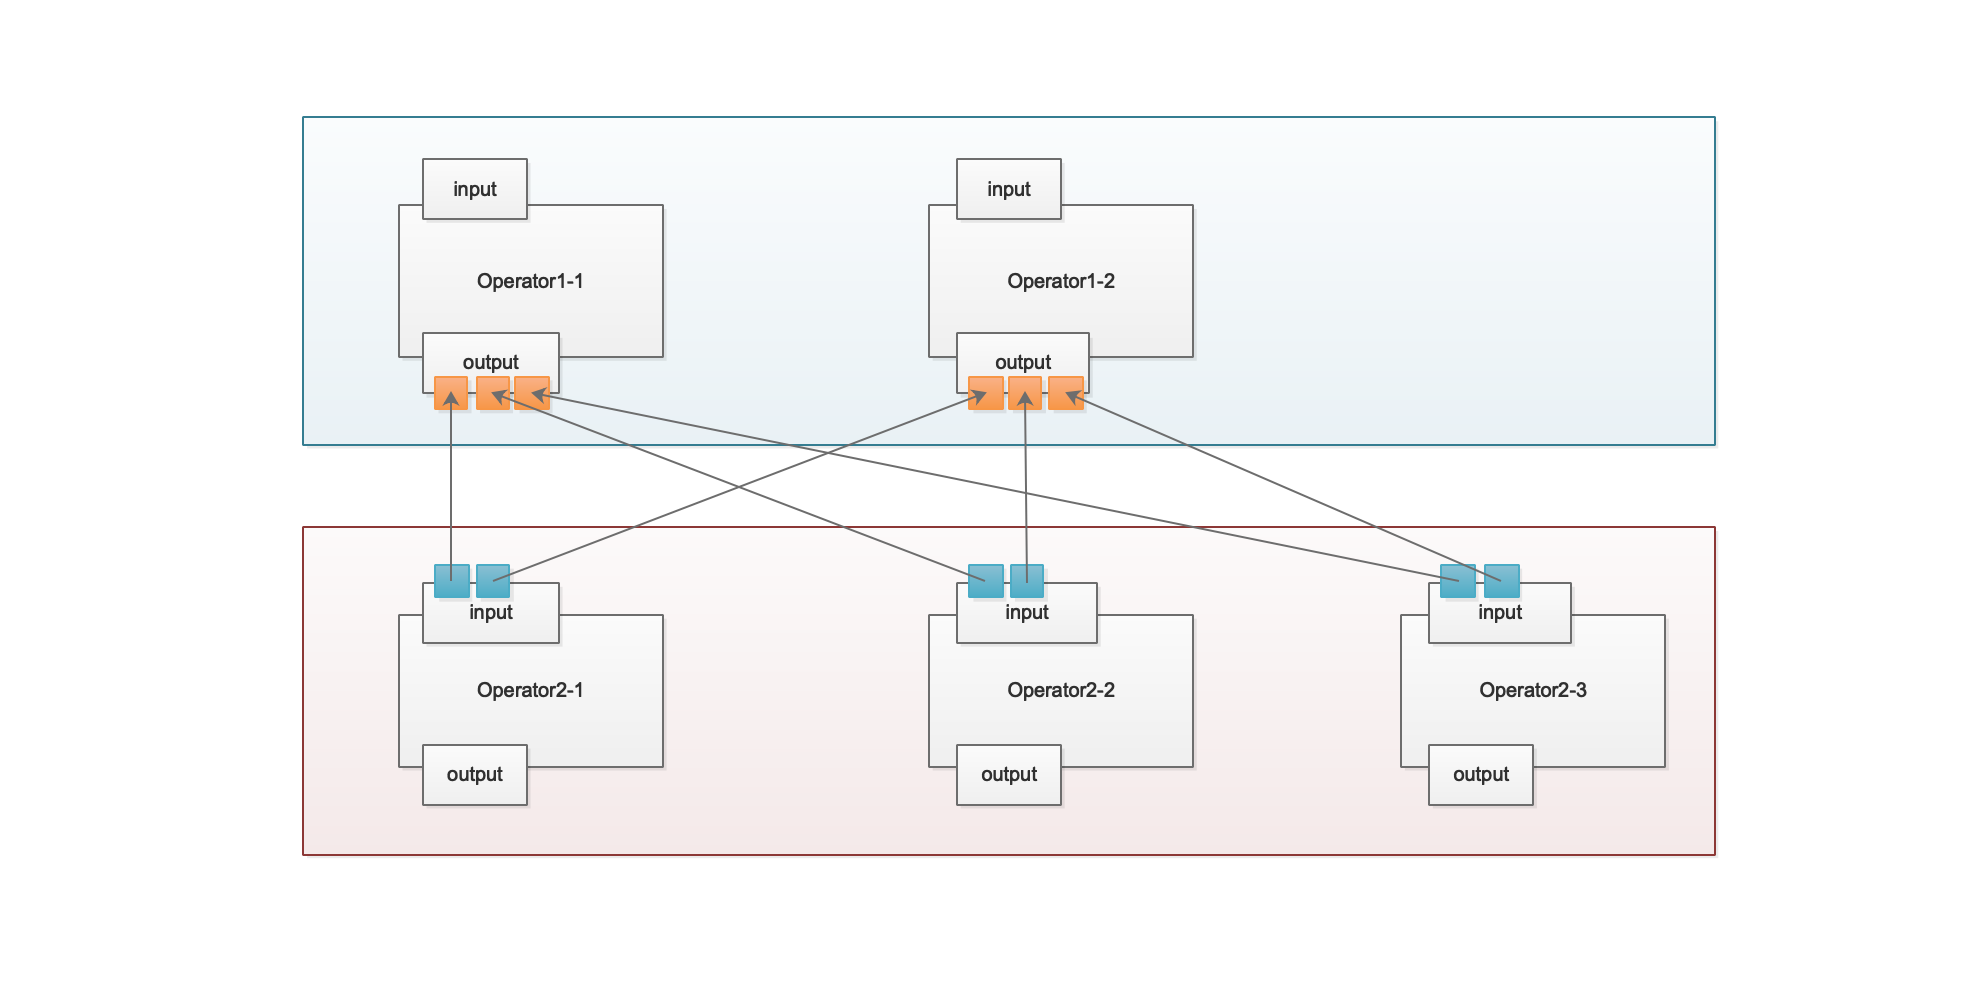 input
input
Operator1-1
Operator1-2
output
output
input
input
input
Operator2-1
Operator2-2
Operator2-3
output
output
output